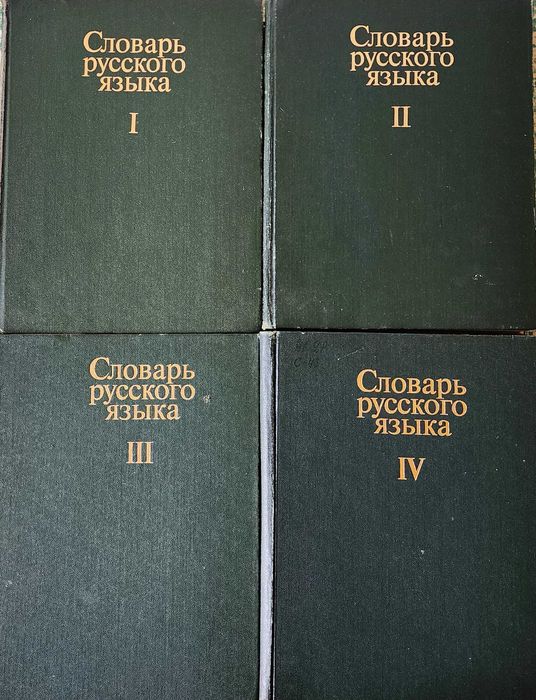 Словарь
русского
языка
I
Словарь
русского
языка
II
Словарь
русского
языка
III
Словарь
русского
языка
IV